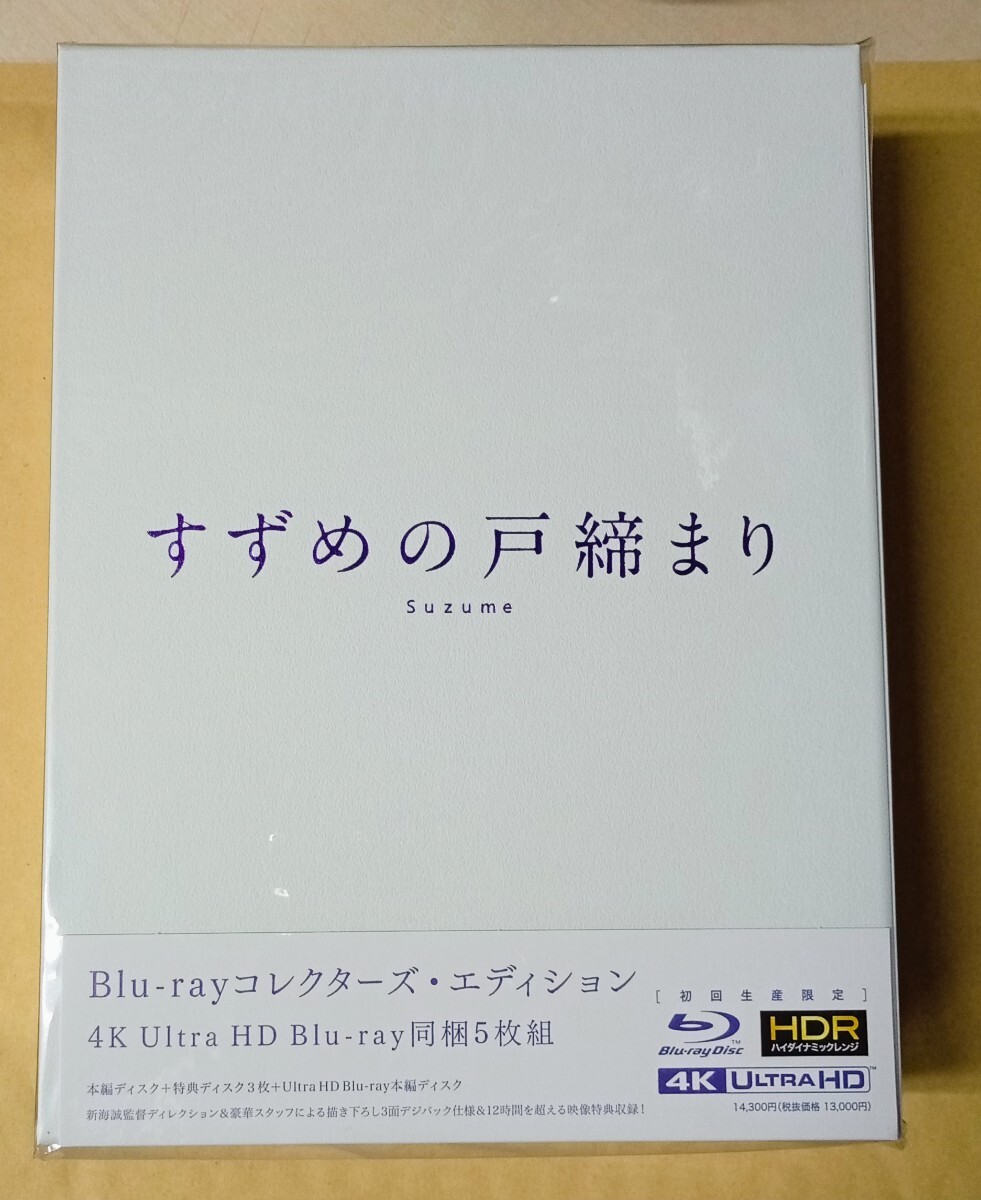 すずめの戸締まり
Suzume
Blu-rayコレクターズ・エディション
4K Ultra HD Blu-ray同梱5枚組
本編ディスク＋特典ディスク3枚＋Ultra HD Blu-ray本編ディスク
新海誠監督ディレクション&豪華スタッフによる描き下ろし3面デジパック仕様&12時間を超える映像特典収録！
[初回生産限定]
Blu-ray Disc™
HDR
ハイダイナミックレンジ
4K ULTRA HD™
14,300円(税抜価格 13,000円)